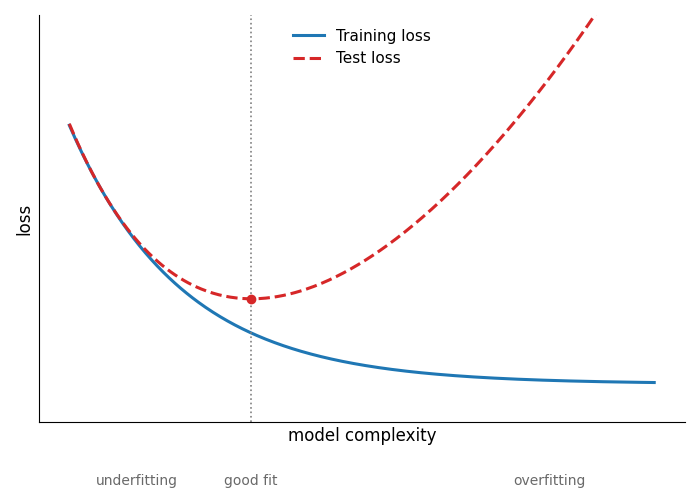 Training loss
Test loss
loss
model complexity
underfitting
good fit
overfitting